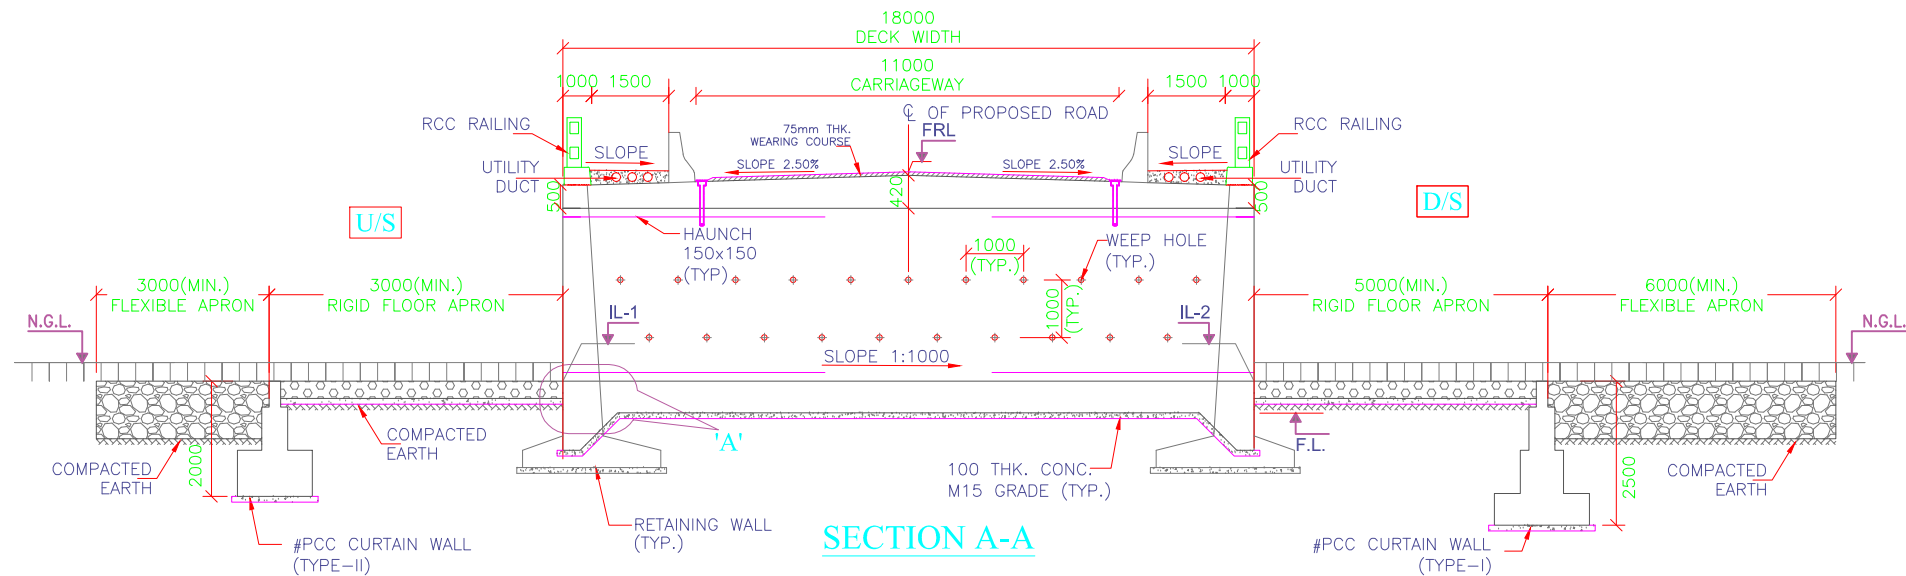 18000
DECK WIDTH
11000
CARRIAGEWAY
1000 1500
1500 1000
℄ OF PROPOSED ROAD
FRL
75mm THK.
WEARING COURSE
RCC RAILING
RCC RAILING
SLOPE
SLOPE
SLOPE 2.50%
SLOPE 2.50%
UTILITY
DUCT
UTILITY
DUCT
500
420
500
U/S
D/S
HAUNCH
150x150
(TYP)
1000
(TYP.)
WEEP HOLE
(TYP.)
1000
(TYP.)
3000(MIN.)
FLEXIBLE APRON
3000(MIN.)
RIGID FLOOR APRON
5000(MIN.)
RIGID FLOOR APRON
6000(MIN.)
FLEXIBLE APRON
N.G.L.
N.G.L.
IL-1
IL-2
SLOPE 1:1000
COMPACTED
EARTH
COMPACTED
EARTH
2000
'A'
F.L.
100 THK. CONC.
M15 GRADE (TYP.)
COMPACTED
EARTH
2500
RETAINING WALL
(TYP.)
#PCC CURTAIN WALL
(TYPE-II)
#PCC CURTAIN WALL
(TYPE-I)
SECTION A-A